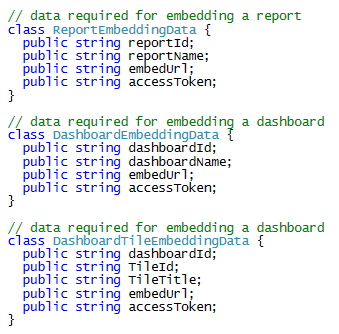 // data required for embedding a report
class ReportEmbeddingData {
  public string reportId;
  public string reportName;
  public string embedUrl;
  public string accessToken;
}
// data required for embedding a dashboard
class DashboardEmbeddingData {
  public string dashboardId;
  public string dashboardName;
  public string embedUrl;
  public string accessToken;
}
// data required for embedding a dashboard
class DashboardTileEmbeddingData {
  public string dashboardId;
  public string TileId;
  public string TileTitle;
  public string embedUrl;
  public string accessToken;
}